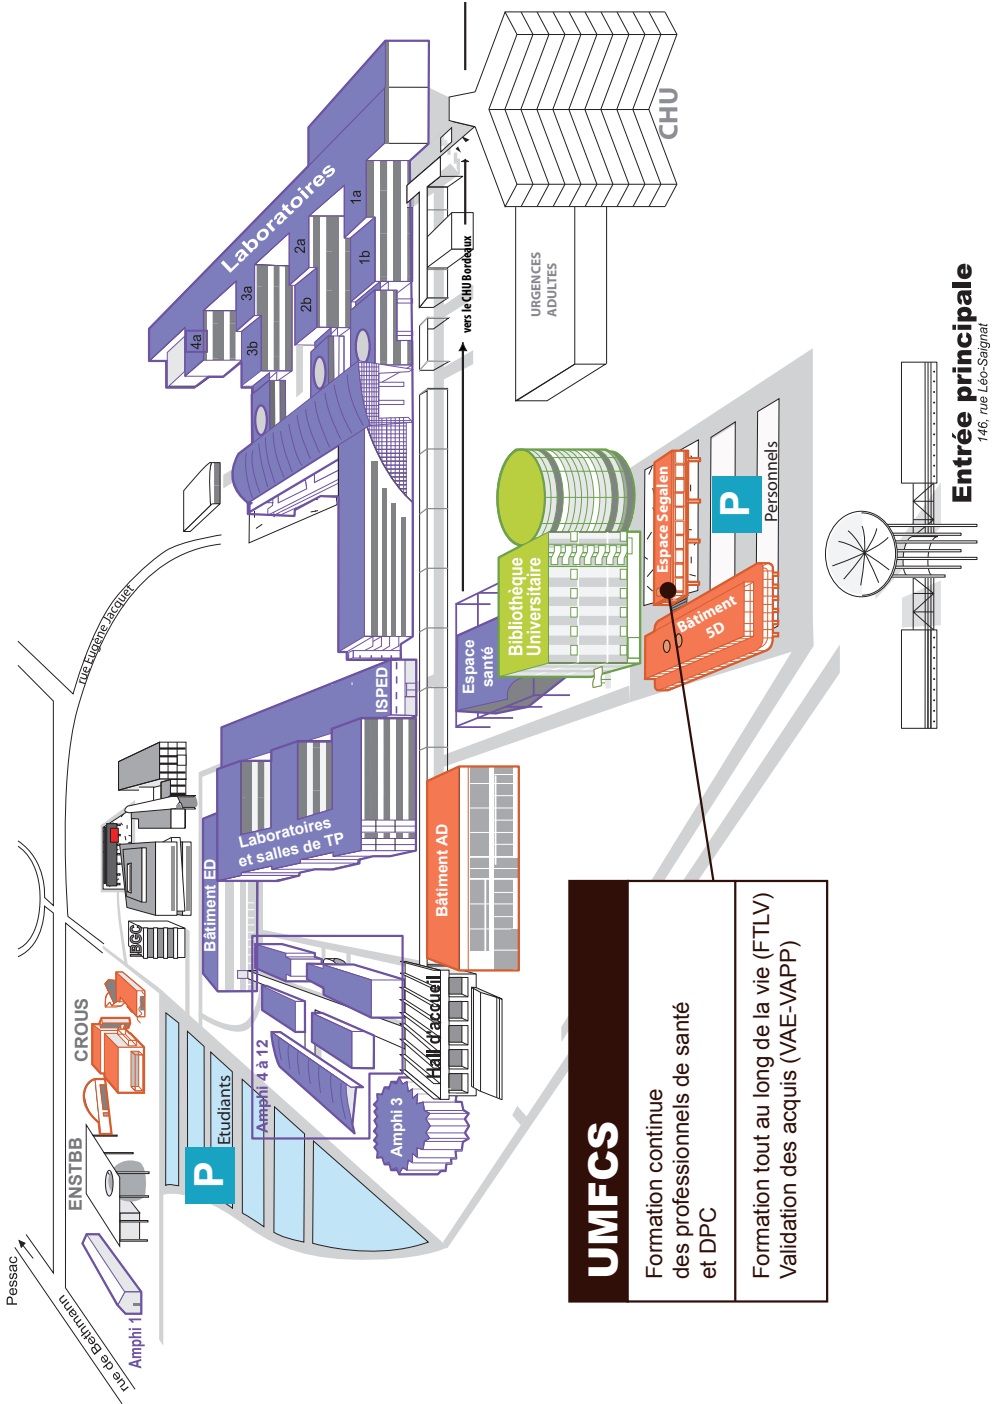 Pessac
rue de Bethmann
Amphi 1
ENSTBB
CROUS
IBGC
rue Eugène Jacquet
P
Etudiants
Amphi 4 à 12
Amphi 3
Hall d'accueil
Bâtiment ED
Laboratoires
et salles de TP
ISPED
Bâtiment AD
Laboratoires
4a
3a
2a
1a
3b
2b
1b
vers le CHU Bordeaux
CHU
URGENCES
ADULTES
Espace
santé
Bibliothèque
Universitaire
Espace Segalen
Bâtiment
5D
P
Personnels
Entrée principale
146, rue Léo-Saignat
UMFCS
Formation continue
des professionnels de santé
et DPC
Formation tout au long de la vie (FTLV)
Validation des acquis (VAE-VAPP)